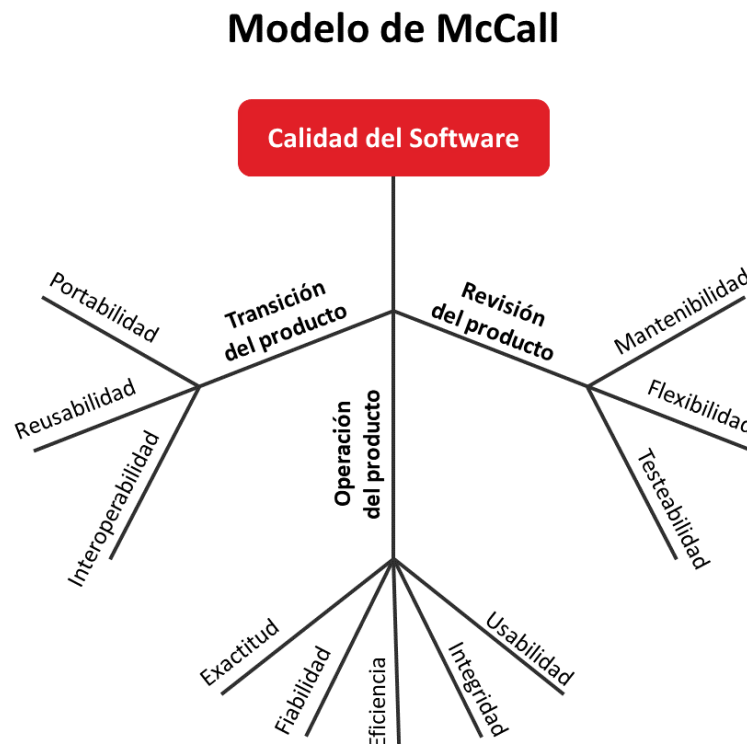 Modelo de McCall
Calidad del Software
Transición
del producto
Portabilidad
Reusabilidad
Interoperabilidad
Operación
del producto
Exactitud
Fiabilidad
Eficiencia
Integridad
Usabilidad
Revisión
del producto
Mantenibilidad
Flexibilidad
Testeabilidad